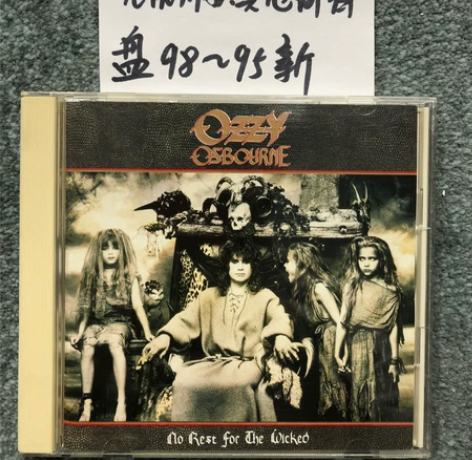 盘98~95新
OZZY
OSBOURNE
No Rest for The Wicked